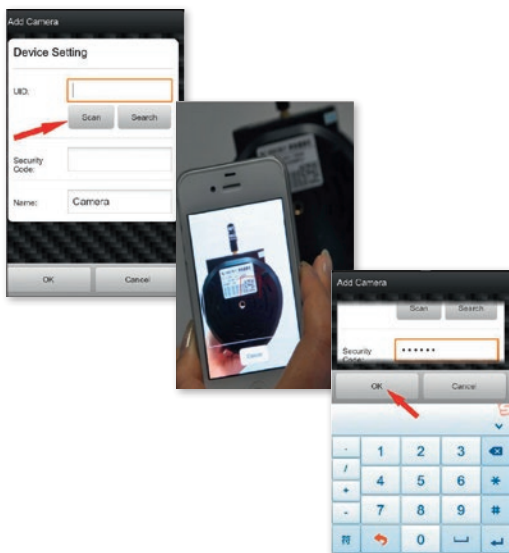 Add Camera
Device Setting
UID:
Scan Search
Security
Code:
Name: Camera
OK Cancel
Cancel
Add Camera
Scan Search
Security
Code:
••••••
OK Cancel
. 1 2 3
/ 4 5 6 *
+
- 7 8 9 #
符 0